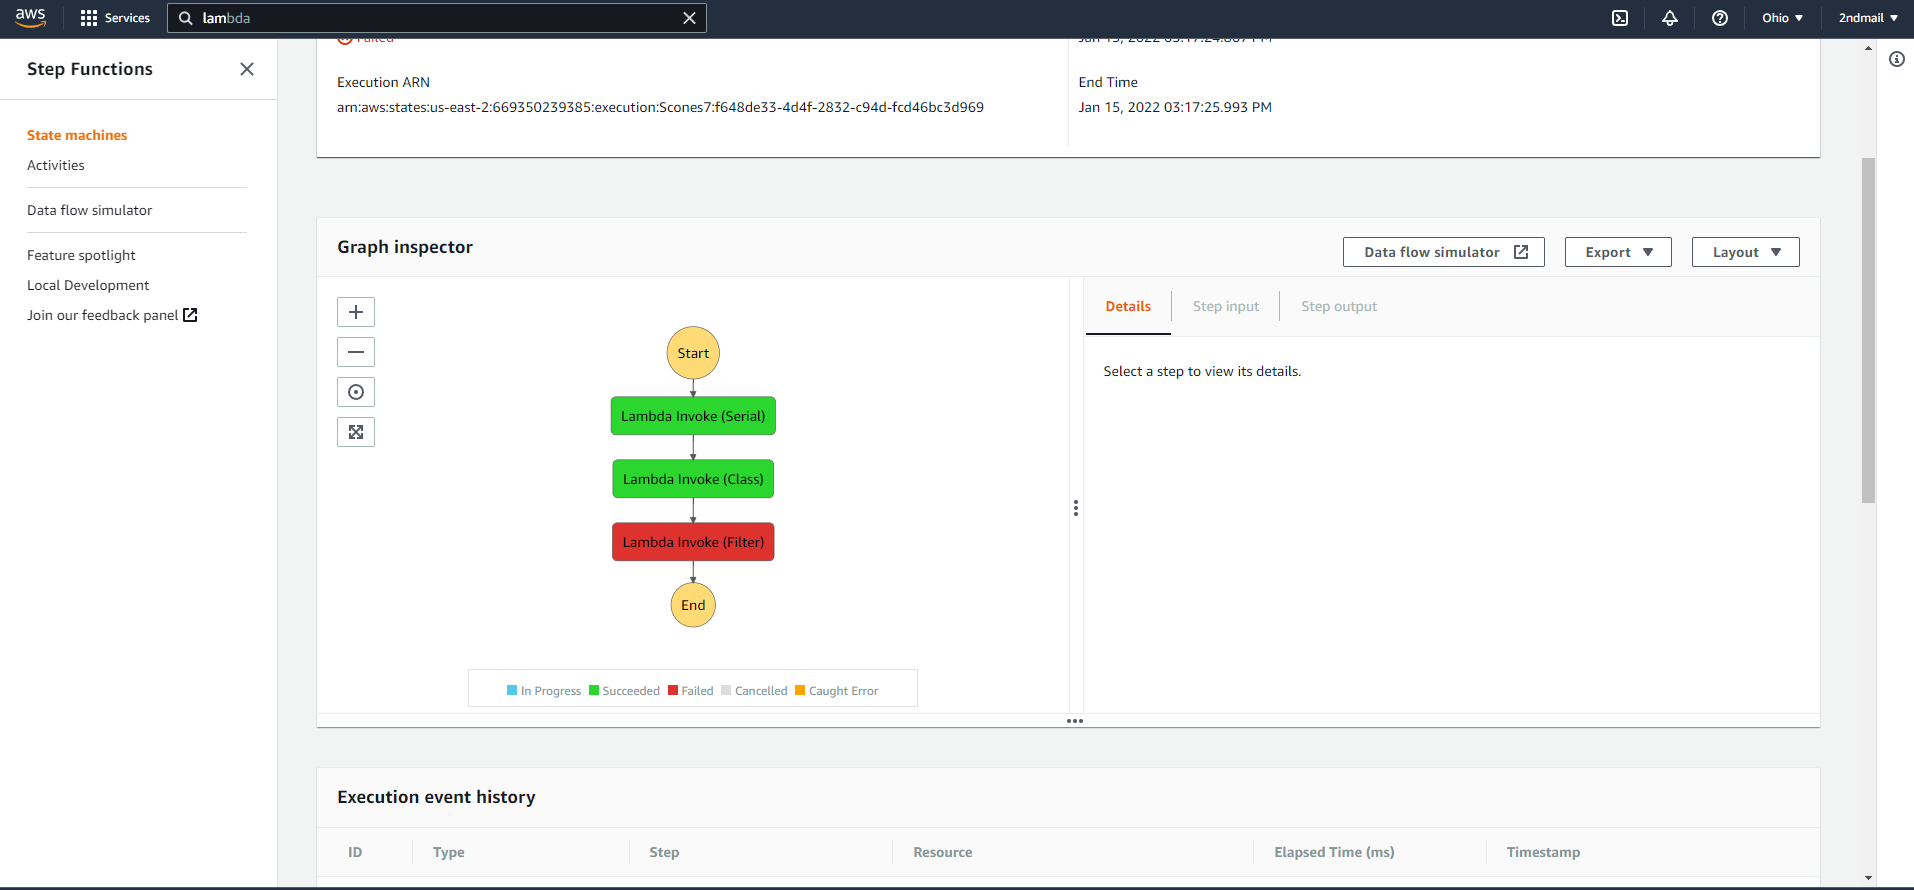 aws
Services
lambda
Ohio ▼
2ndmail ▼
Step Functions
State machines
Activities
Data flow simulator
Feature spotlight
Local Development
Join our feedback panel
Failed
Execution ARN
arn:aws:states:us-east-2:669350239385:execution:Scones7:f648de33-4d4f-2832-c94d-fcd46bc3d969
End Time
Jan 15, 2022 03:17:25.993 PM
Graph inspector
Data flow simulator
Export ▼
Layout ▼
Details
Step input
Step output
Select a step to view its details.
Start
Lambda Invoke (Serial)
Lambda Invoke (Class)
Lambda Invoke (Filter)
End
In Progress
Succeeded
Failed
Cancelled
Caught Error
Execution event history
ID
Type
Step
Resource
Elapsed Time (ms)
Timestamp